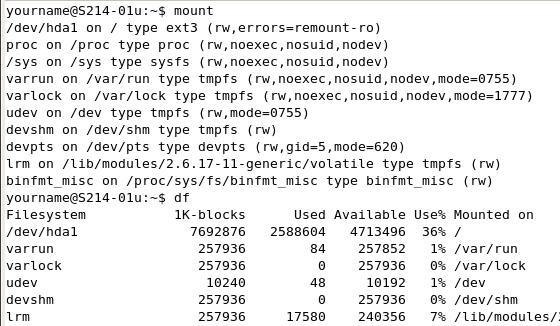 yourname@S214-01u:~$ mount
/dev/hda1 on / type ext3 (rw,errors=remount-ro)
proc on /proc type proc (rw,noexec,nosuid,nodev)
/sys on /sys type sysfs (rw,noexec,nosuid,nodev)
varrun on /var/run type tmpfs (rw,noexec,nosuid,nodev,mode=0755)
varlock on /var/lock type tmpfs (rw,noexec,nosuid,nodev,mode=1777)
udev on /dev type tmpfs (rw,mode=0755)
devshm on /dev/shm type tmpfs (rw)
devpts on /dev/pts type devpts (rw,gid=5,mode=620)
lrm on /lib/modules/2.6.17-11-generic/volatile type tmpfs (rw)
binfmt_misc on /proc/sys/fs/binfmt_misc type binfmt_misc (rw)
yourname@S214-01u:~$ df
Filesystem 1K-blocks Used Available Use% Mounted on
/dev/hda1 7692876 2588604 4713496 36% /
varrun 257936 84 257852 1% /var/run
varlock 257936 0 257936 0% /var/lock
udev 10240 48 10192 1% /dev
devshm 257936 0 257936 0% /dev/shm
lrm 257936 17580 240356 7% /lib/modules/